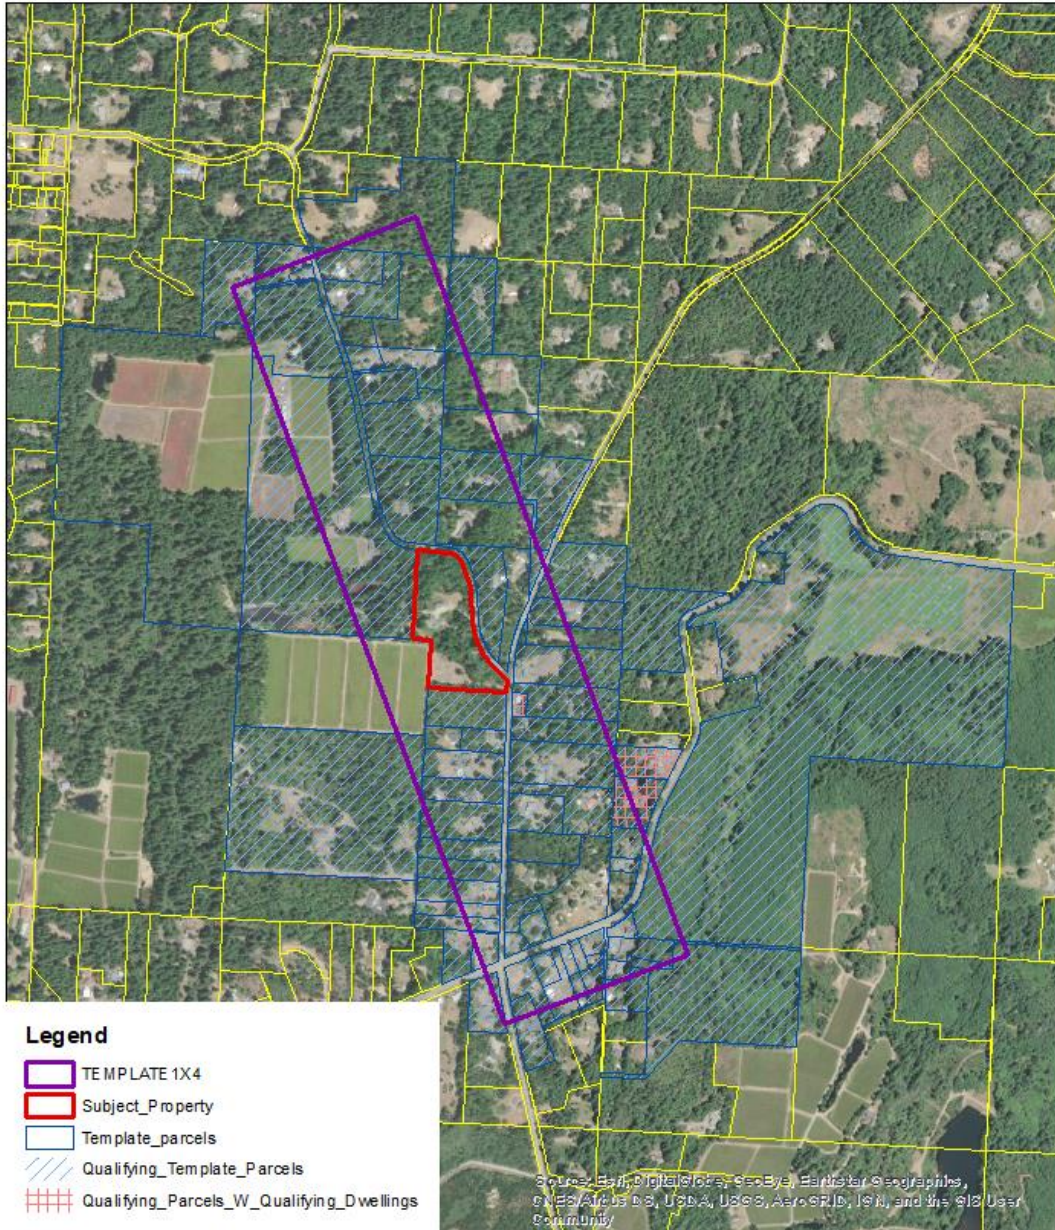 Legend
TEMPLATE 1X4
Subject_Property
Template_parcels
Qualifying_Template_Parcels
Qualifying_Parcels_W_Qualifying_Dwellings
Source: Esri, DigitalGlobe, GeoEye, Earthstar Geographics,
CNES/Airbus DS, USDA, USGS, AeroGRID, IGN, and the GIS User
Community